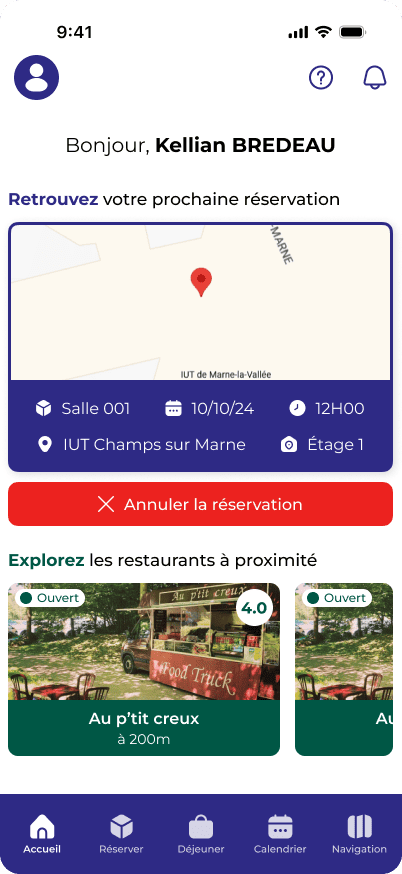 9:41
Bonjour, Kellian BREDEAU
Retrouvez votre prochaine réservation
-MARNE
IUT de Marne-la-Vallée
Salle 001 10/10/24 12H00
IUT Champs sur Marne Étage 1
Annuler la réservation
Explorez les restaurants à proximité
Ouvert
4.0
Au p'tit creux
Food Truck
Au p’tit creux
à 200m
Ouvert
Au
Accueil Réserver Déjeuner Calendrier Navigation